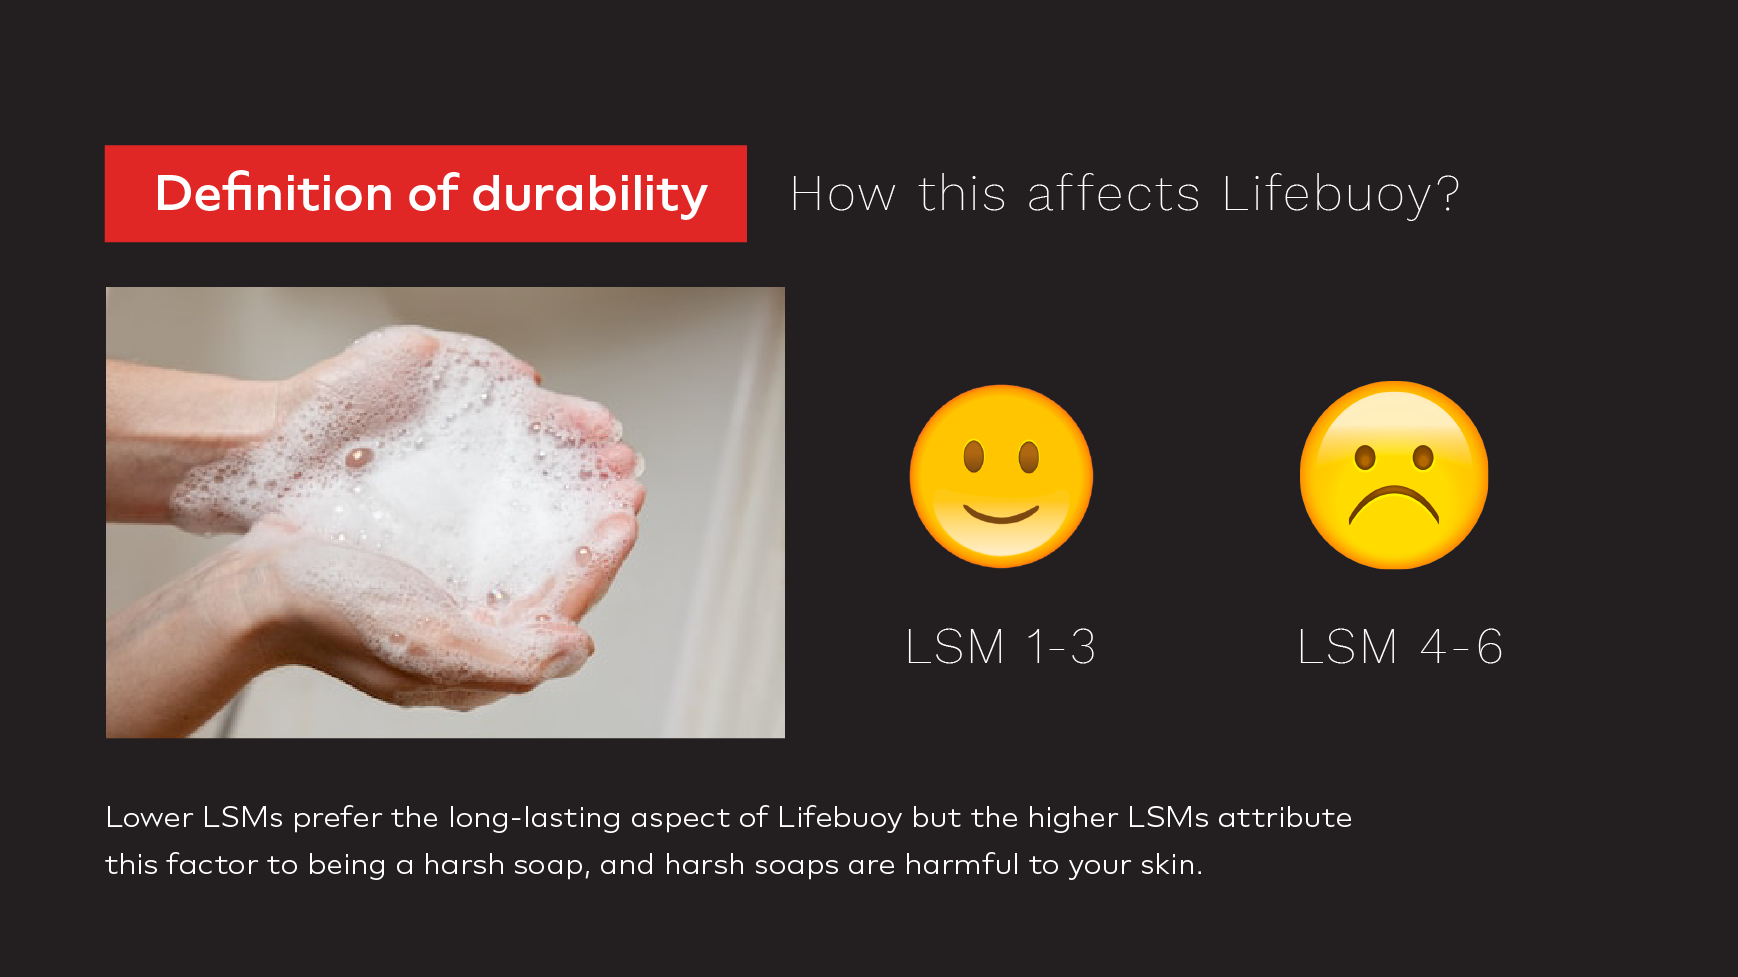 Definition of durability
How this affects Lifebuoy?
LSM 1-3
LSM 4-6
Lower LSMs prefer the long-lasting aspect of Lifebuoy but the higher LSMs attribute
this factor to being a harsh soap, and harsh soaps are harmful to your skin.